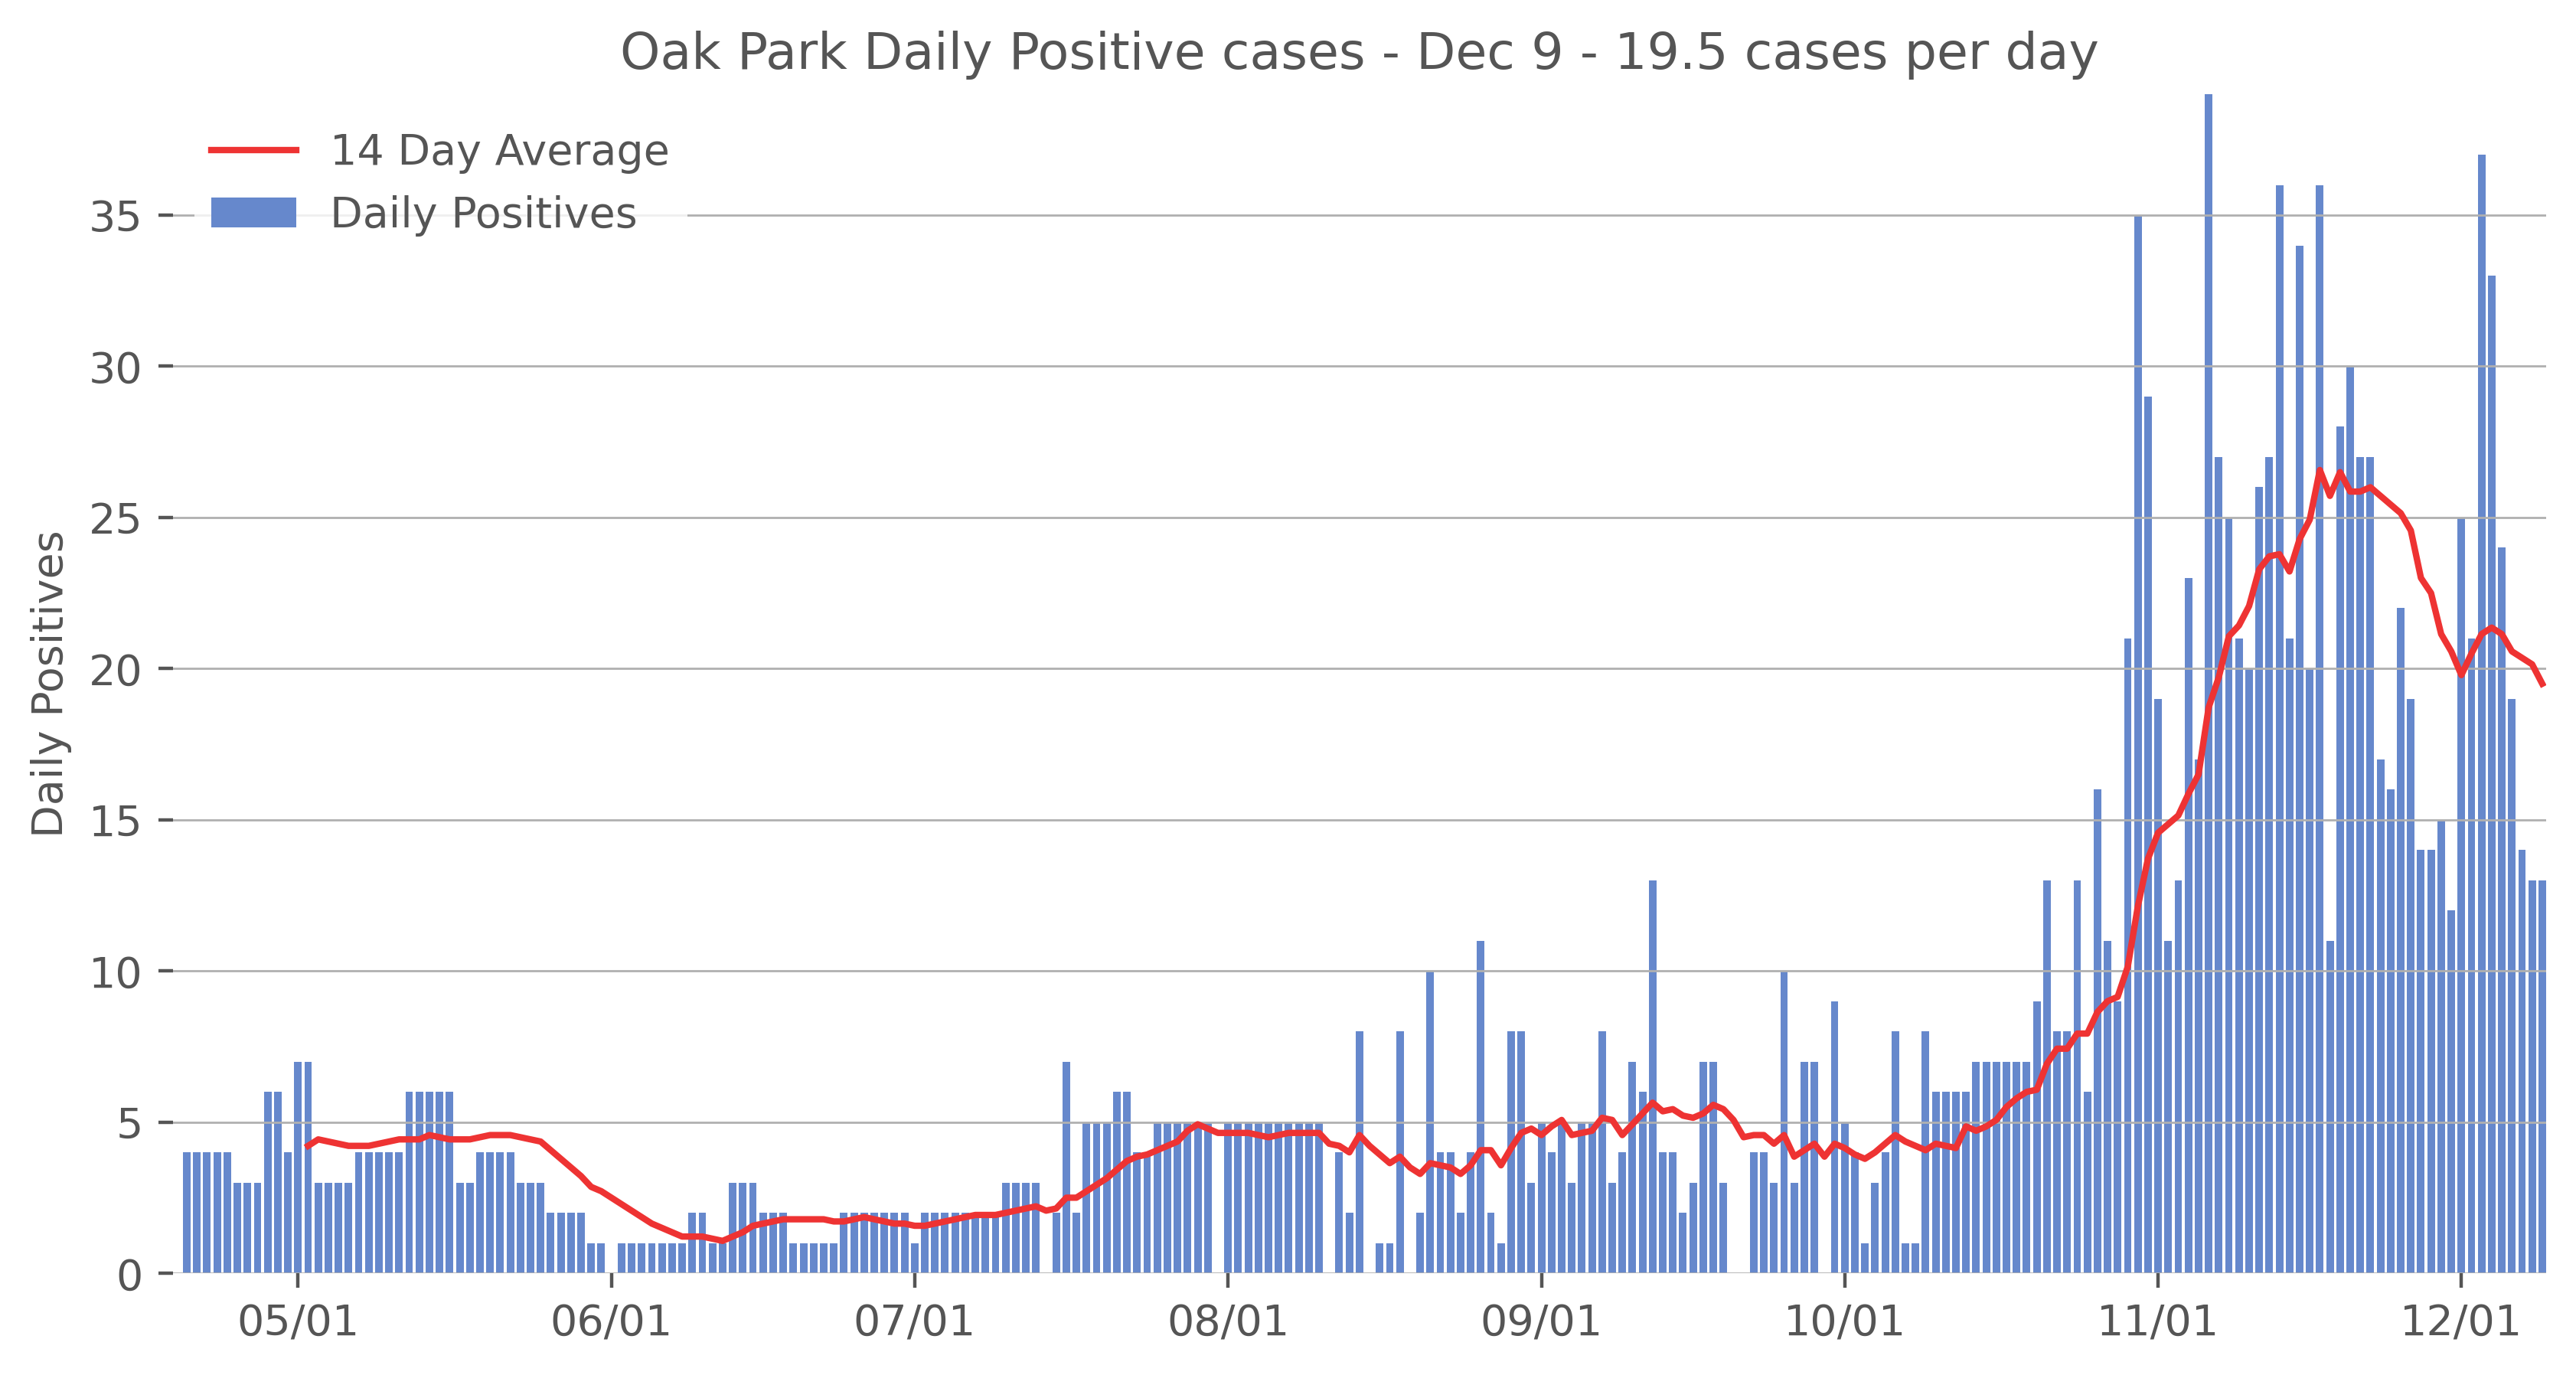 Oak Park Daily Positive cases - Dec 9 - 19.5 cases per day
14 Day Average
Daily Positives
Daily Positives
35
30
25
20
15
10
5
0
05/01 06/01 07/01 08/01 09/01 10/01 11/01 12/01